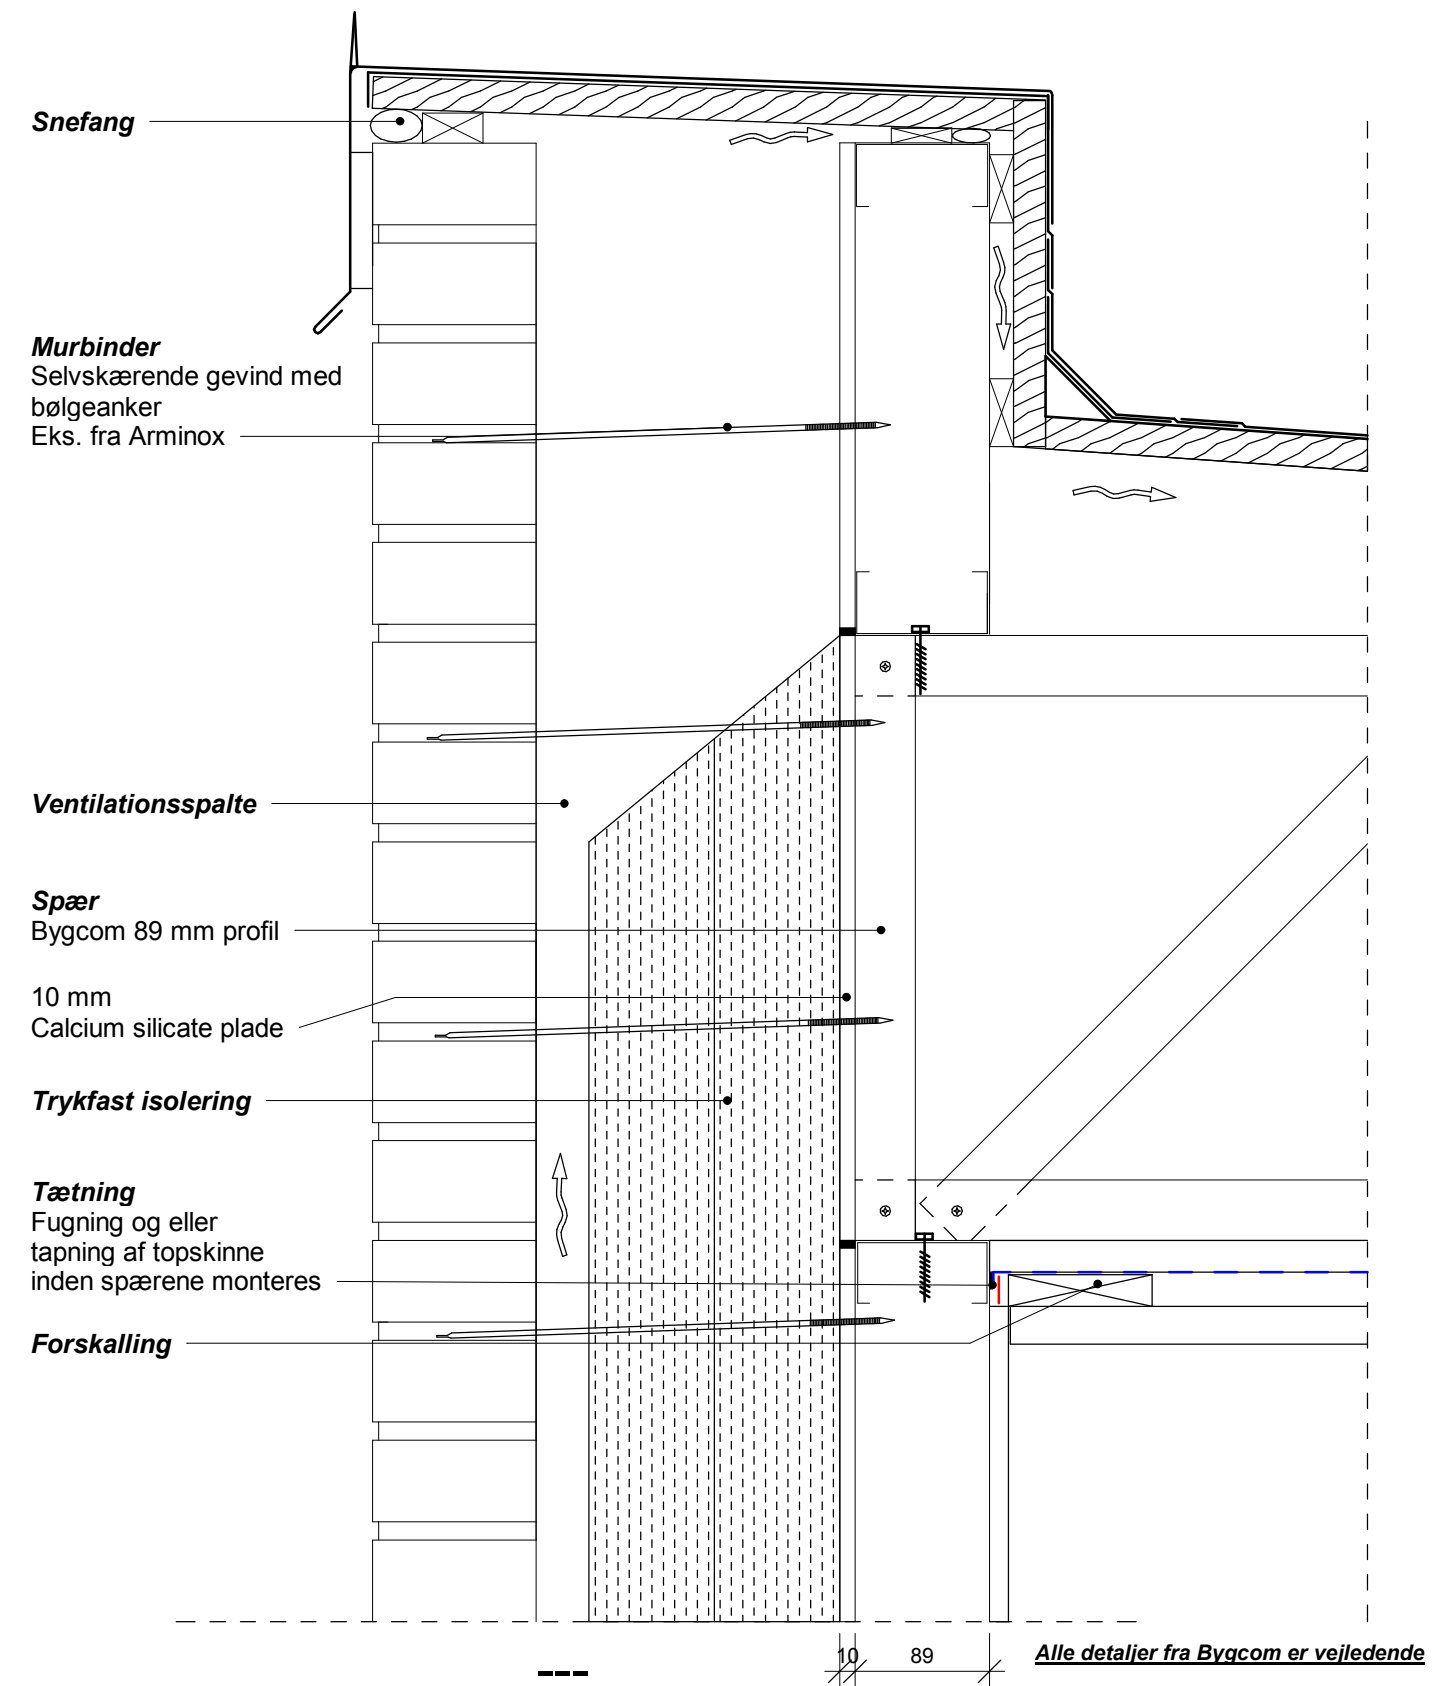 Snefang
Murbinder
Selvskærende gevind med
bølgeanker
Eks. fra Arminox
Ventilationsspalte
Spær
Bygcom 89 mm profil
10 mm
Calcium silicate plade
Trykfast isolering
Tætning
Fugning og eller
tapning af topskinne
inden spærene monteres
Forskalling
10
89
Alle detaljer fra Bygcom er vejledende